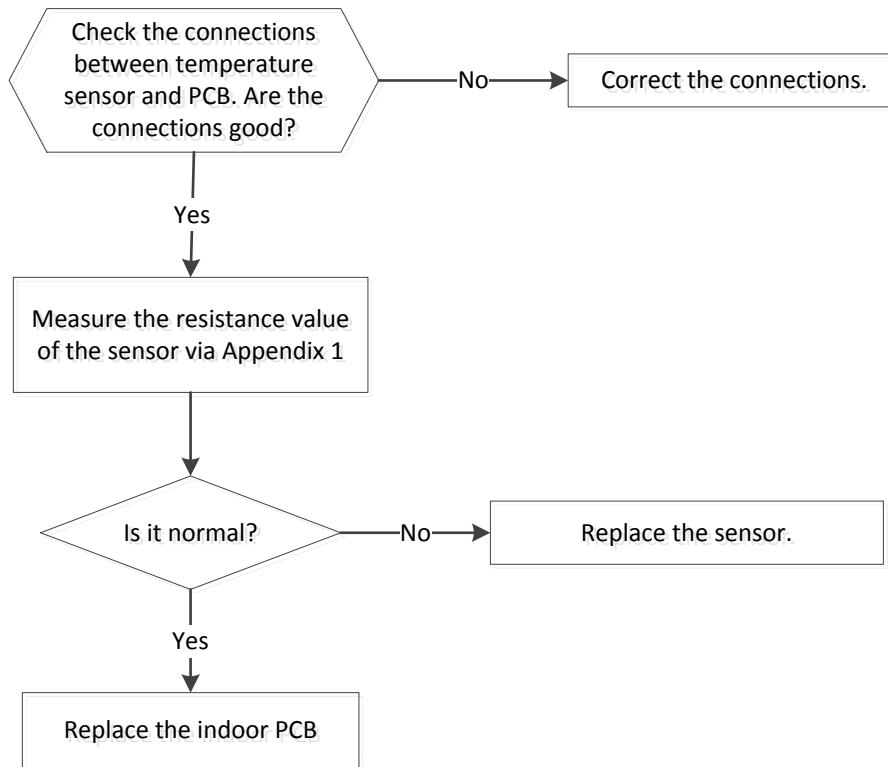 Check the connections
between temperature
sensor and PCB. Are the
connections good?
No
Correct the connections.
Yes
Measure the resistance value
of the sensor via Appendix 1
Is it normal?
No
Replace the sensor.
Yes
Replace the indoor PCB